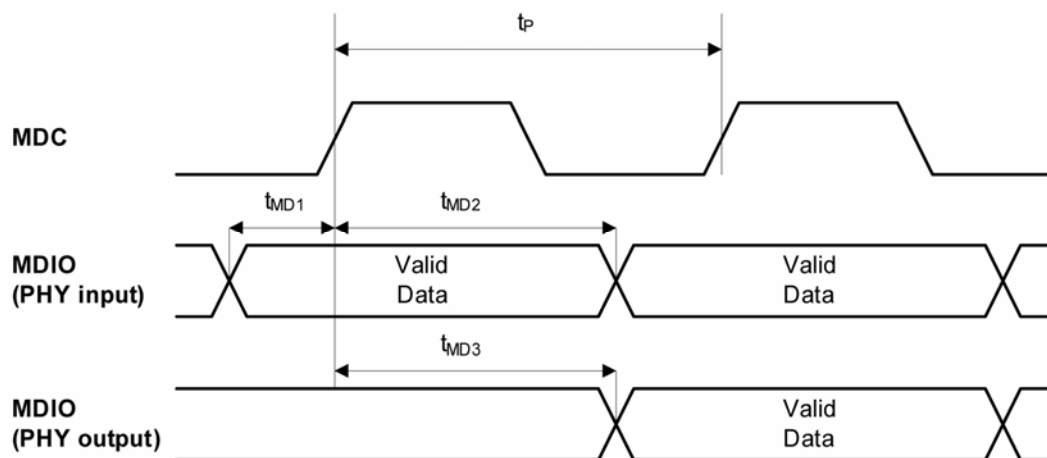 tP
MDC
tMD1
tMD2
MDIO
(PHY input)
Valid
Data
Valid
Data
tMD3
MDIO
(PHY output)
Valid
Data